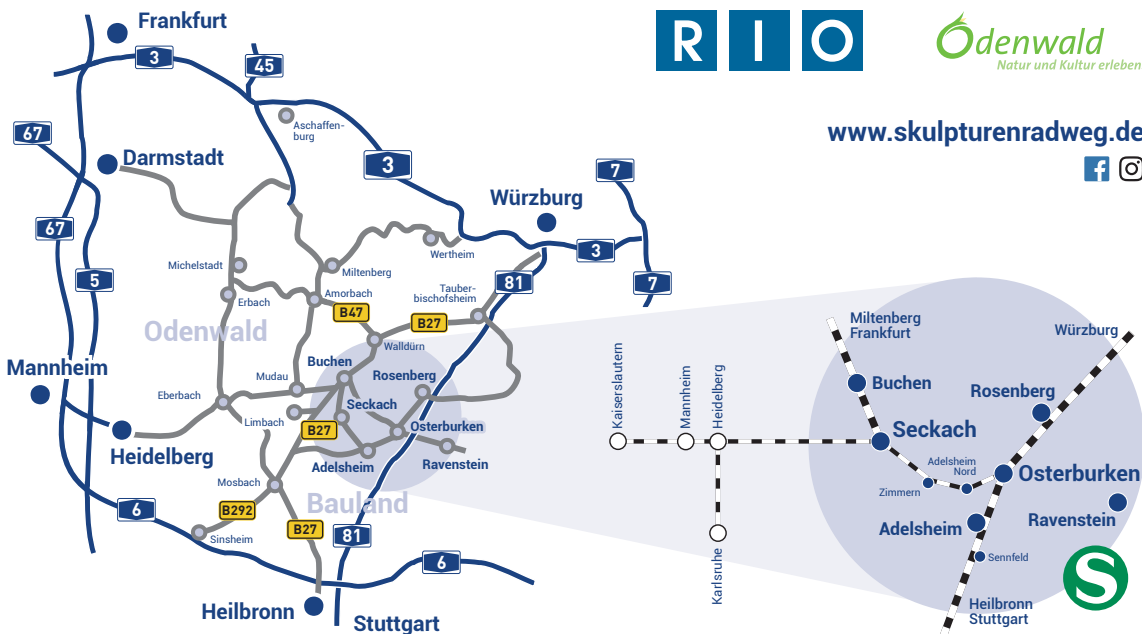 Frankfurt
3
45
Aschaffen-
burg
67
Darmstadt
3
7
Würzburg
67
3
5
7
81
Wertheim
Michelstadt
Miltenberg
Erbach
Amorbach
Tauber-
bischofsheim
B47
B27
Odenwald
Walldürn
Mannheim
Buchen
Mudau
Rosenberg
Eberbach
Limbach
Seckach
B27
Osterburken
Heidelberg
Adelsheim
Ravenstein
Mosbach
Bauland
6
B292
B27
81
Sinsheim
6
Heilbronn
Stuttgart
RIO
Odenwald
Natur und Kultur erleben
www.skulpturenradweg.de
Miltenberg
Frankfurt
Würzburg
Kaiserslautern
Mannheim
Heidelberg
Buchen
Rosenberg
Seckach
Adelsheim
Nord
Osterburken
Zimmern
Adelsheim
Ravenstein
Sennfeld
Karlsruhe
Heilbronn
Stuttgart
S